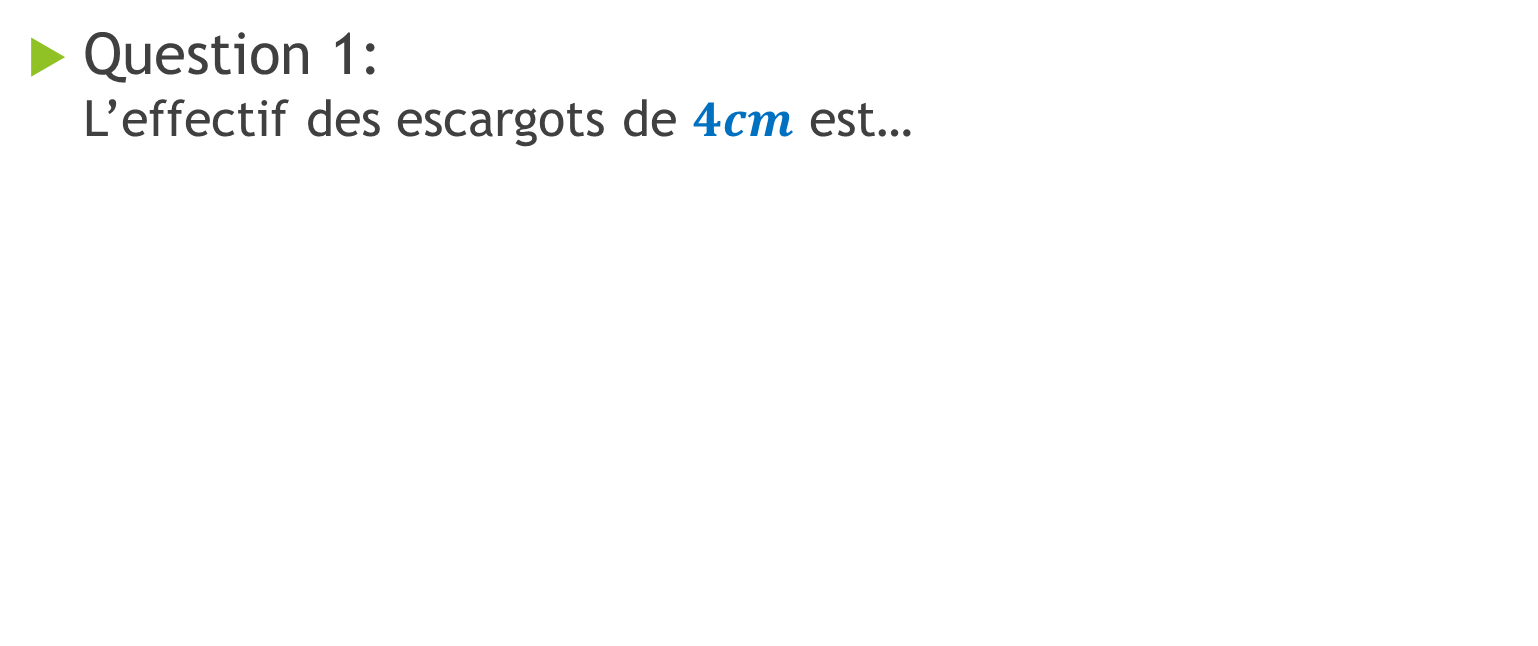 Question 1:
L’effectif des escargots de 4cm est…